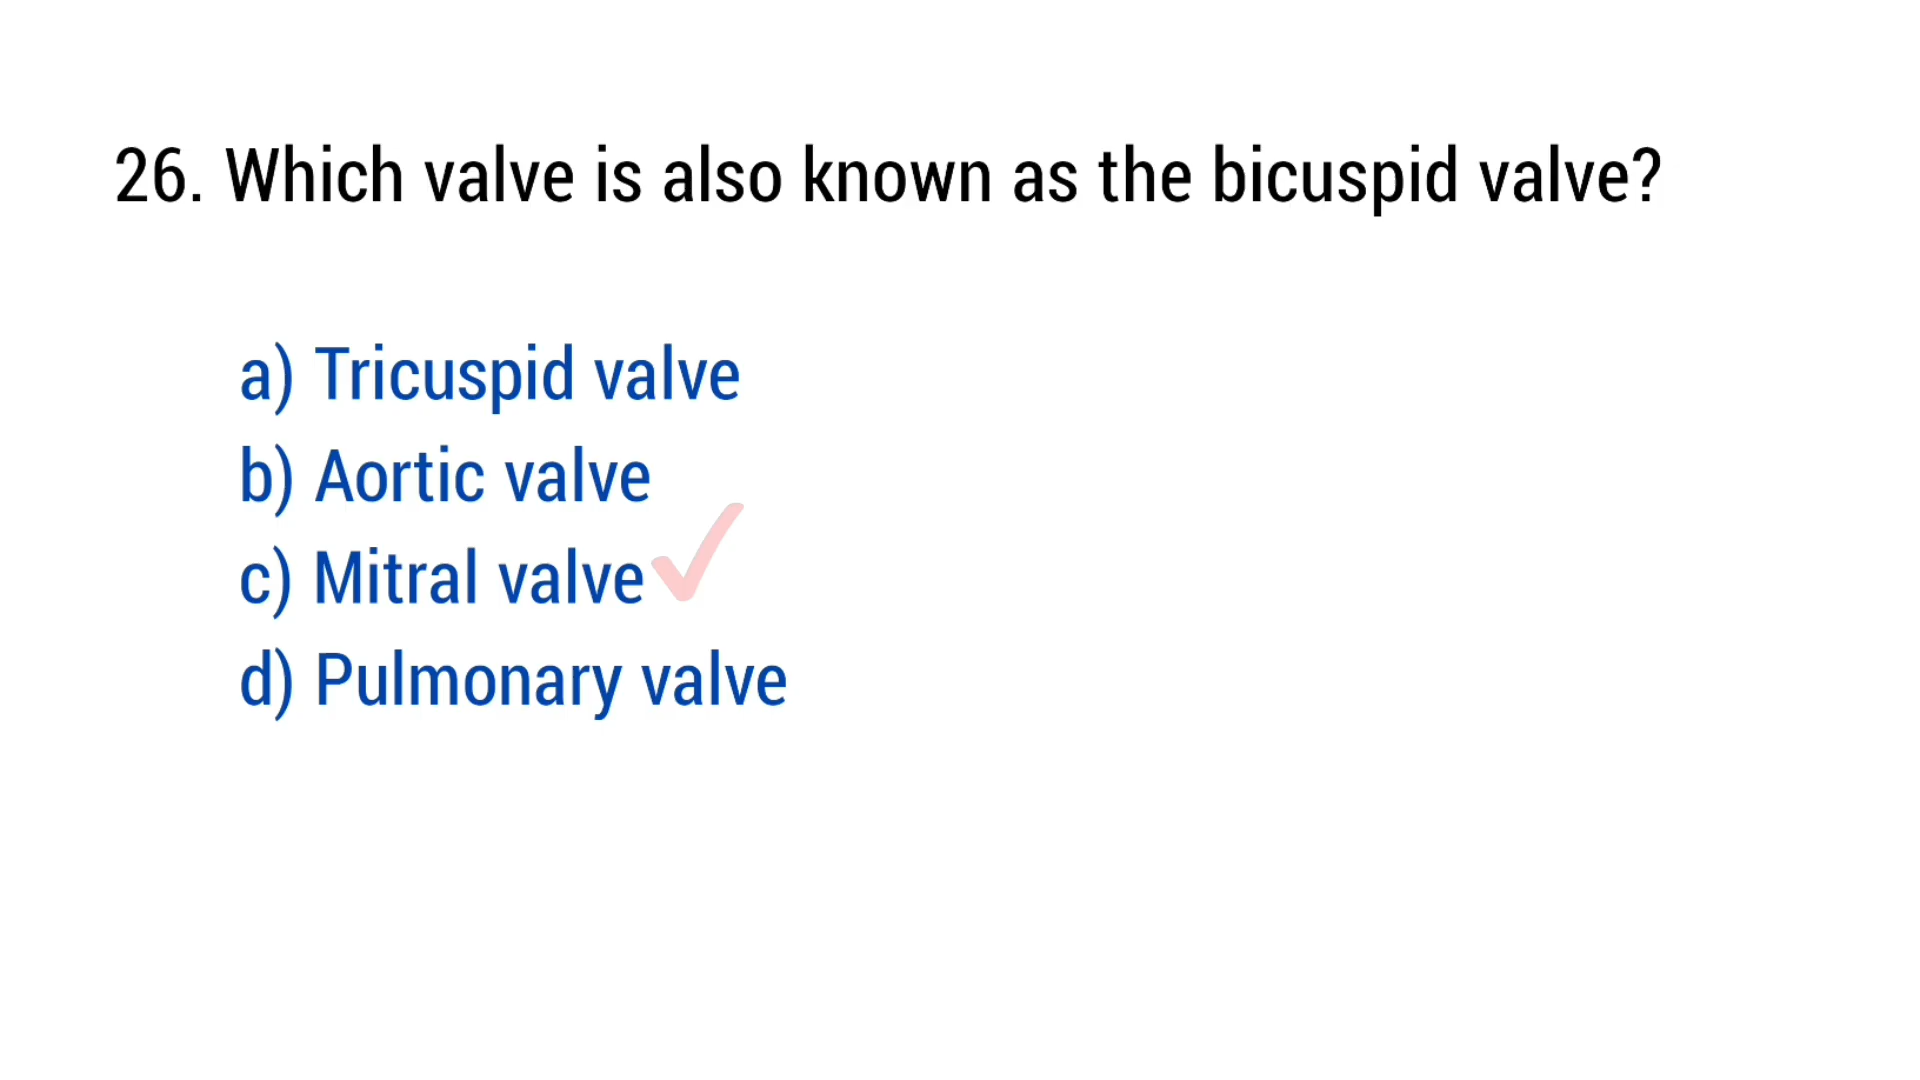 26. Which valve is also known as the bicuspid valve?
a) Tricuspid valve
b) Aortic valve
c) Mitral valve
d) Pulmonary valve